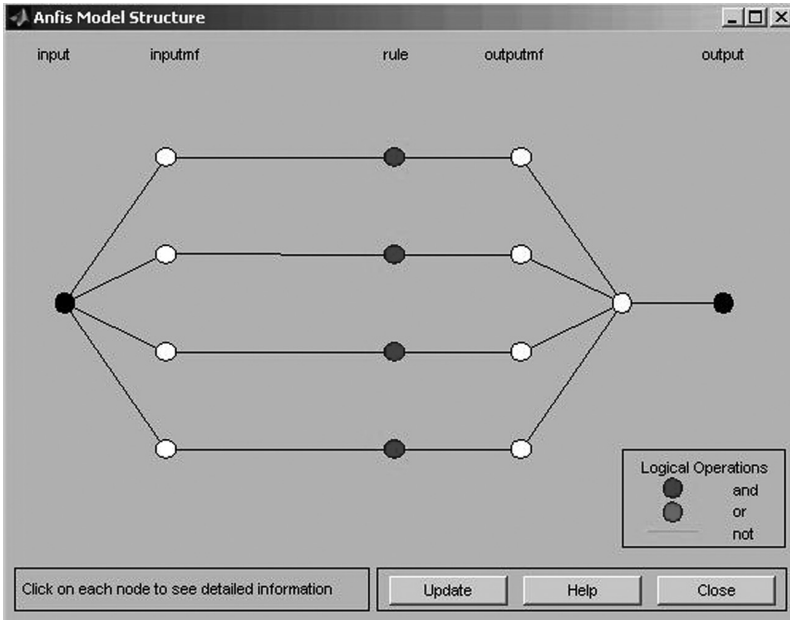 Anfis Model Structure
input inputmf rule outputmf output
Logical Operations
and
or
not
Click on each node to see detailed information
Update Help Close